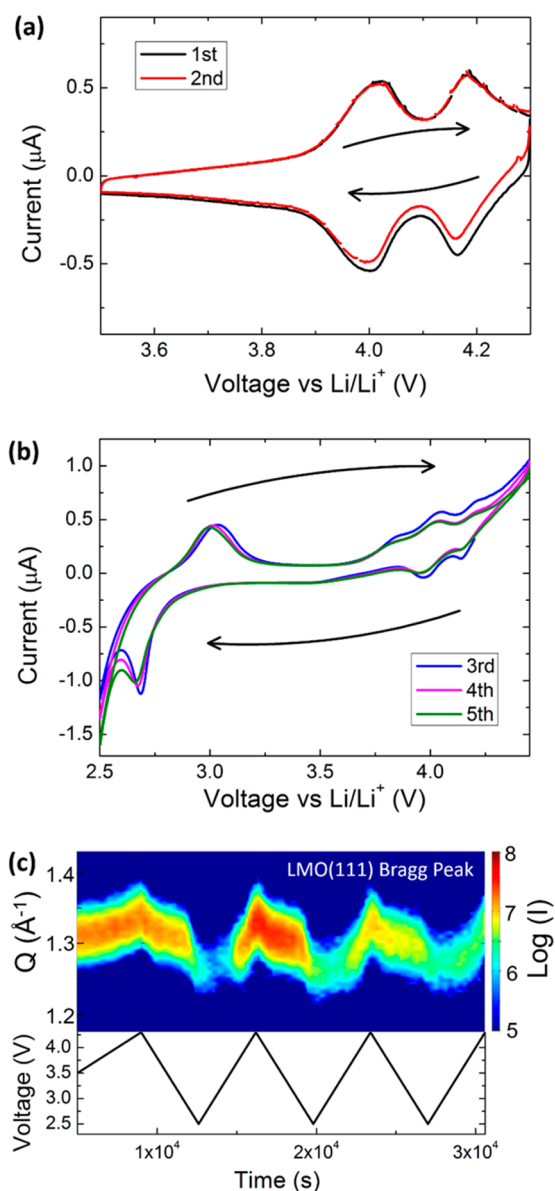 (a)
1st
2nd
0.5
0.0
-0.5
Current (μA)
3.6
3.8
4.0
4.2
Voltage vs Li/Li⁺ (V)
(b)
1.0
0.5
0.0
-0.5
-1.0
-1.5
Current (μA)
3rd
4th
5th
2.5
3.0
3.5
4.0
Voltage vs Li/Li⁺ (V)
(c)
LMO(111) Bragg Peak
1.4
1.3
1.2
Q (Å⁻¹)
8
7
6
5
Log (I)
4.0
3.5
3.0
2.5
Voltage (V)
1x10⁴
2x10⁴
3x10⁴
Time (s)